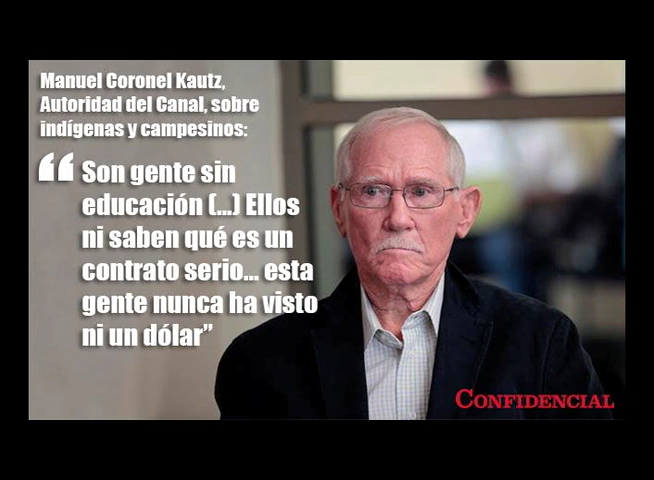 Manuel Coronel Kautz,
Autoridad del Canal, sobre
indígenas y campesinos:
“ Son gente sin
educación (...) Ellos
ni saben qué es un
contrato serio... esta
gente nunca ha visto
ni un dólar”
CONFIDENCIAL